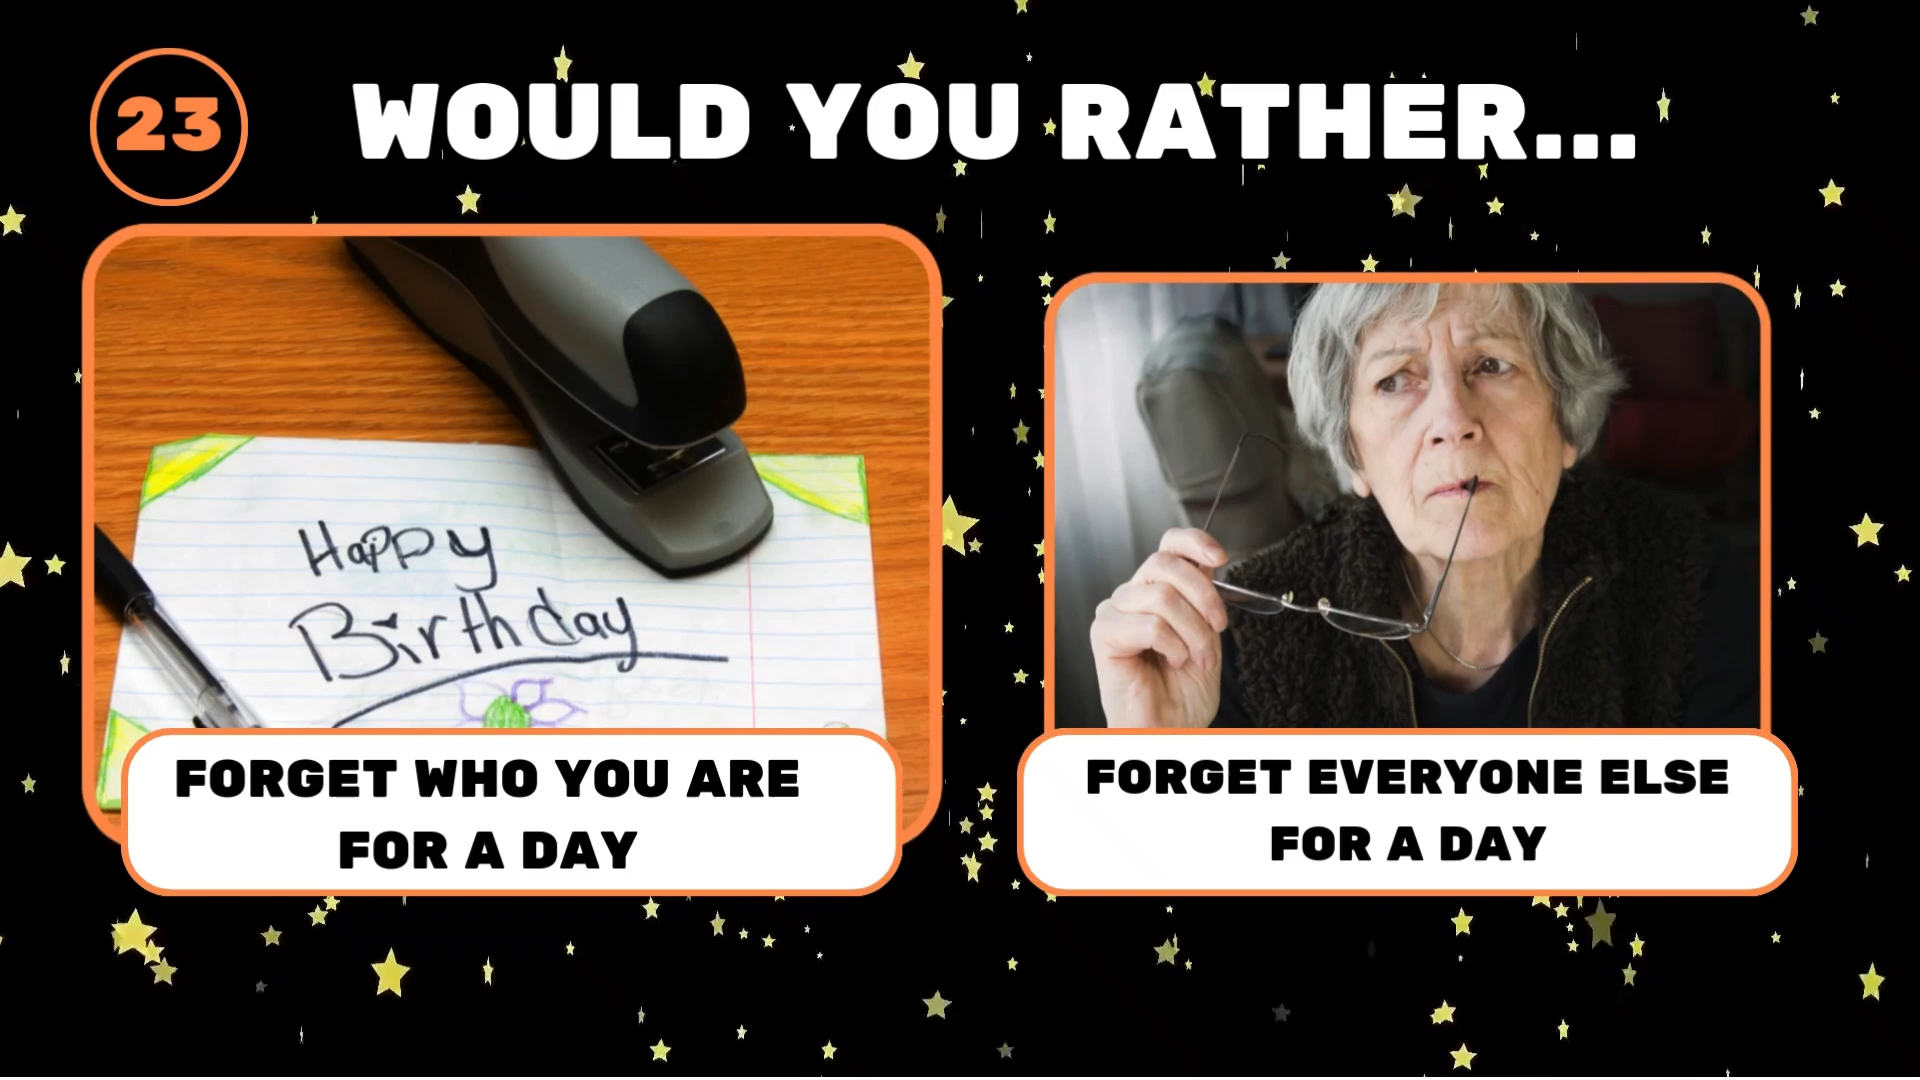 23
WOULD YOU RATHER...
Happy
Birthday
FORGET WHO YOU ARE
FOR A DAY
FORGET EVERYONE ELSE
FOR A DAY